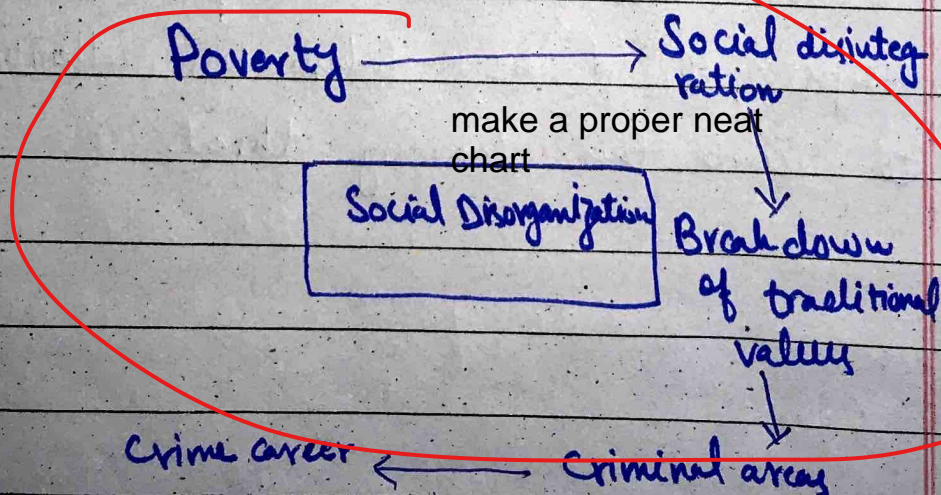 Poverty
Social disinteg
ration
make a proper neat
chart
Social Disorganization
Breakdown
of traditional
values
Crime career
Criminal areas